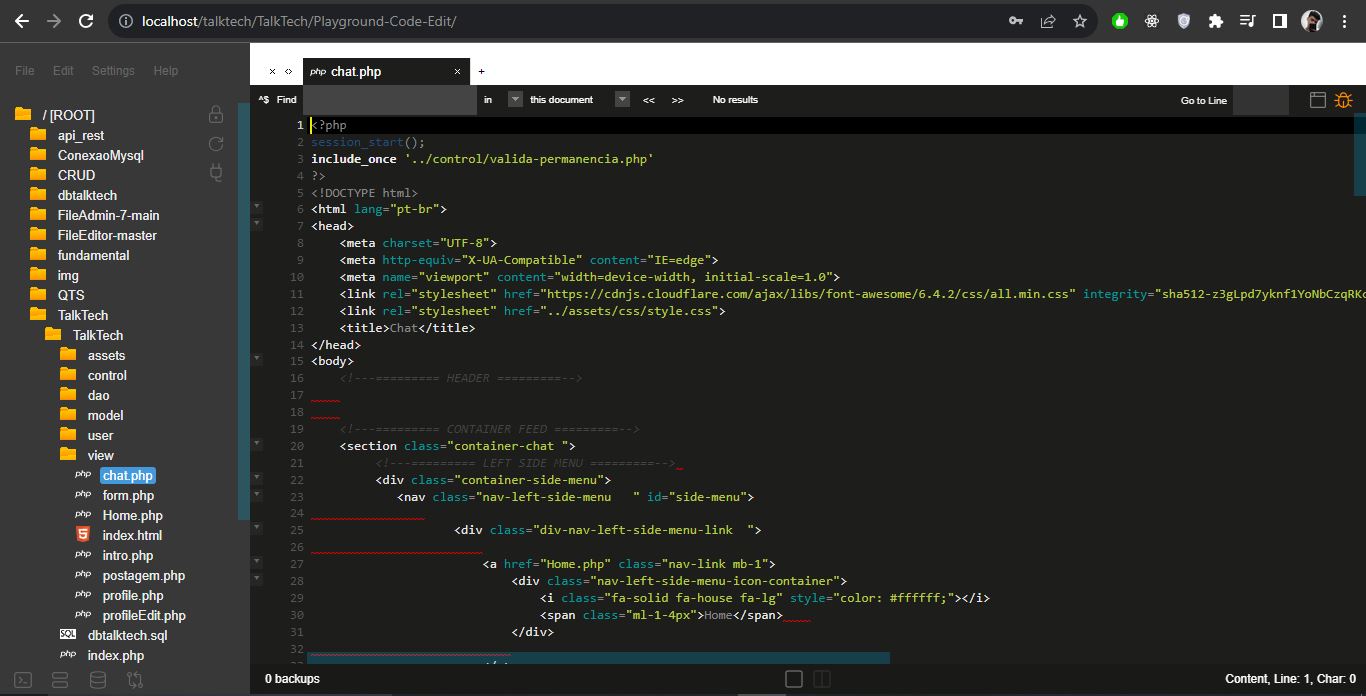 localhost/talktech/TalkTech/Playground-Code-Edit/
File Edit Settings Help
/ [ROOT]
api_rest
ConexaoMysql
CRUD
dbtalktech
FileAdmin-7-main
FileEditor-master
fundamental
img
QTS
TalkTech
TalkTech
assets
control
dao
model
user
view
php chat.php
php form.php
php Home.php
5 index.html
php intro.php
php postagem.php
php profile.php
php profileEdit.php
SQL dbtalktech.sql
php index.php
× <> php chat.php × +
^$ Find in this document << >> No results Go to Line
1 <?php
2 session_start();
3 include_once '../control/valida-permanencia.php'
4 ?>
5 <!DOCTYPE html>
6 <html lang="pt-br">
7 <head>
8 <meta charset="UTF-8">
9 <meta http-equiv="X-UA-Compatible" content="IE=edge">
10 <meta name="viewport" content="width=device-width, initial-scale=1.0">
11 <link rel="stylesheet" href="https://cdnjs.cloudflare.com/ajax/libs/font-awesome/6.4.2/css/all.min.css" integrity="sha512-z3gLpd7yknf1YoNbCzqRKc
12 <link rel="stylesheet" href="../assets/css/style.css">
13 <title>Chat</title>
14 </head>
15 <body>
16 <!---========= HEADER =========-->
17
18
19 <!---========= CONTAINER FEED =========-->
20 <section class="container-chat ">
21 <!---========= LEFT SIDE MENU =========-->
22 <div class="container-side-menu">
23 <nav class="nav-left-side-menu   " id="side-menu">
24
25 <div class="div-nav-left-side-menu-link  ">
26
27 <a href="Home.php" class="nav-link mb-1">
28 <div class="nav-left-side-menu-icon-container">
29 <i class="fa-solid fa-house fa-lg" style="color: #ffffff;"></i>
30 <span class="ml-1-4px">Home</span>
31 </div>
32
0 backups Content, Line: 1, Char: 0